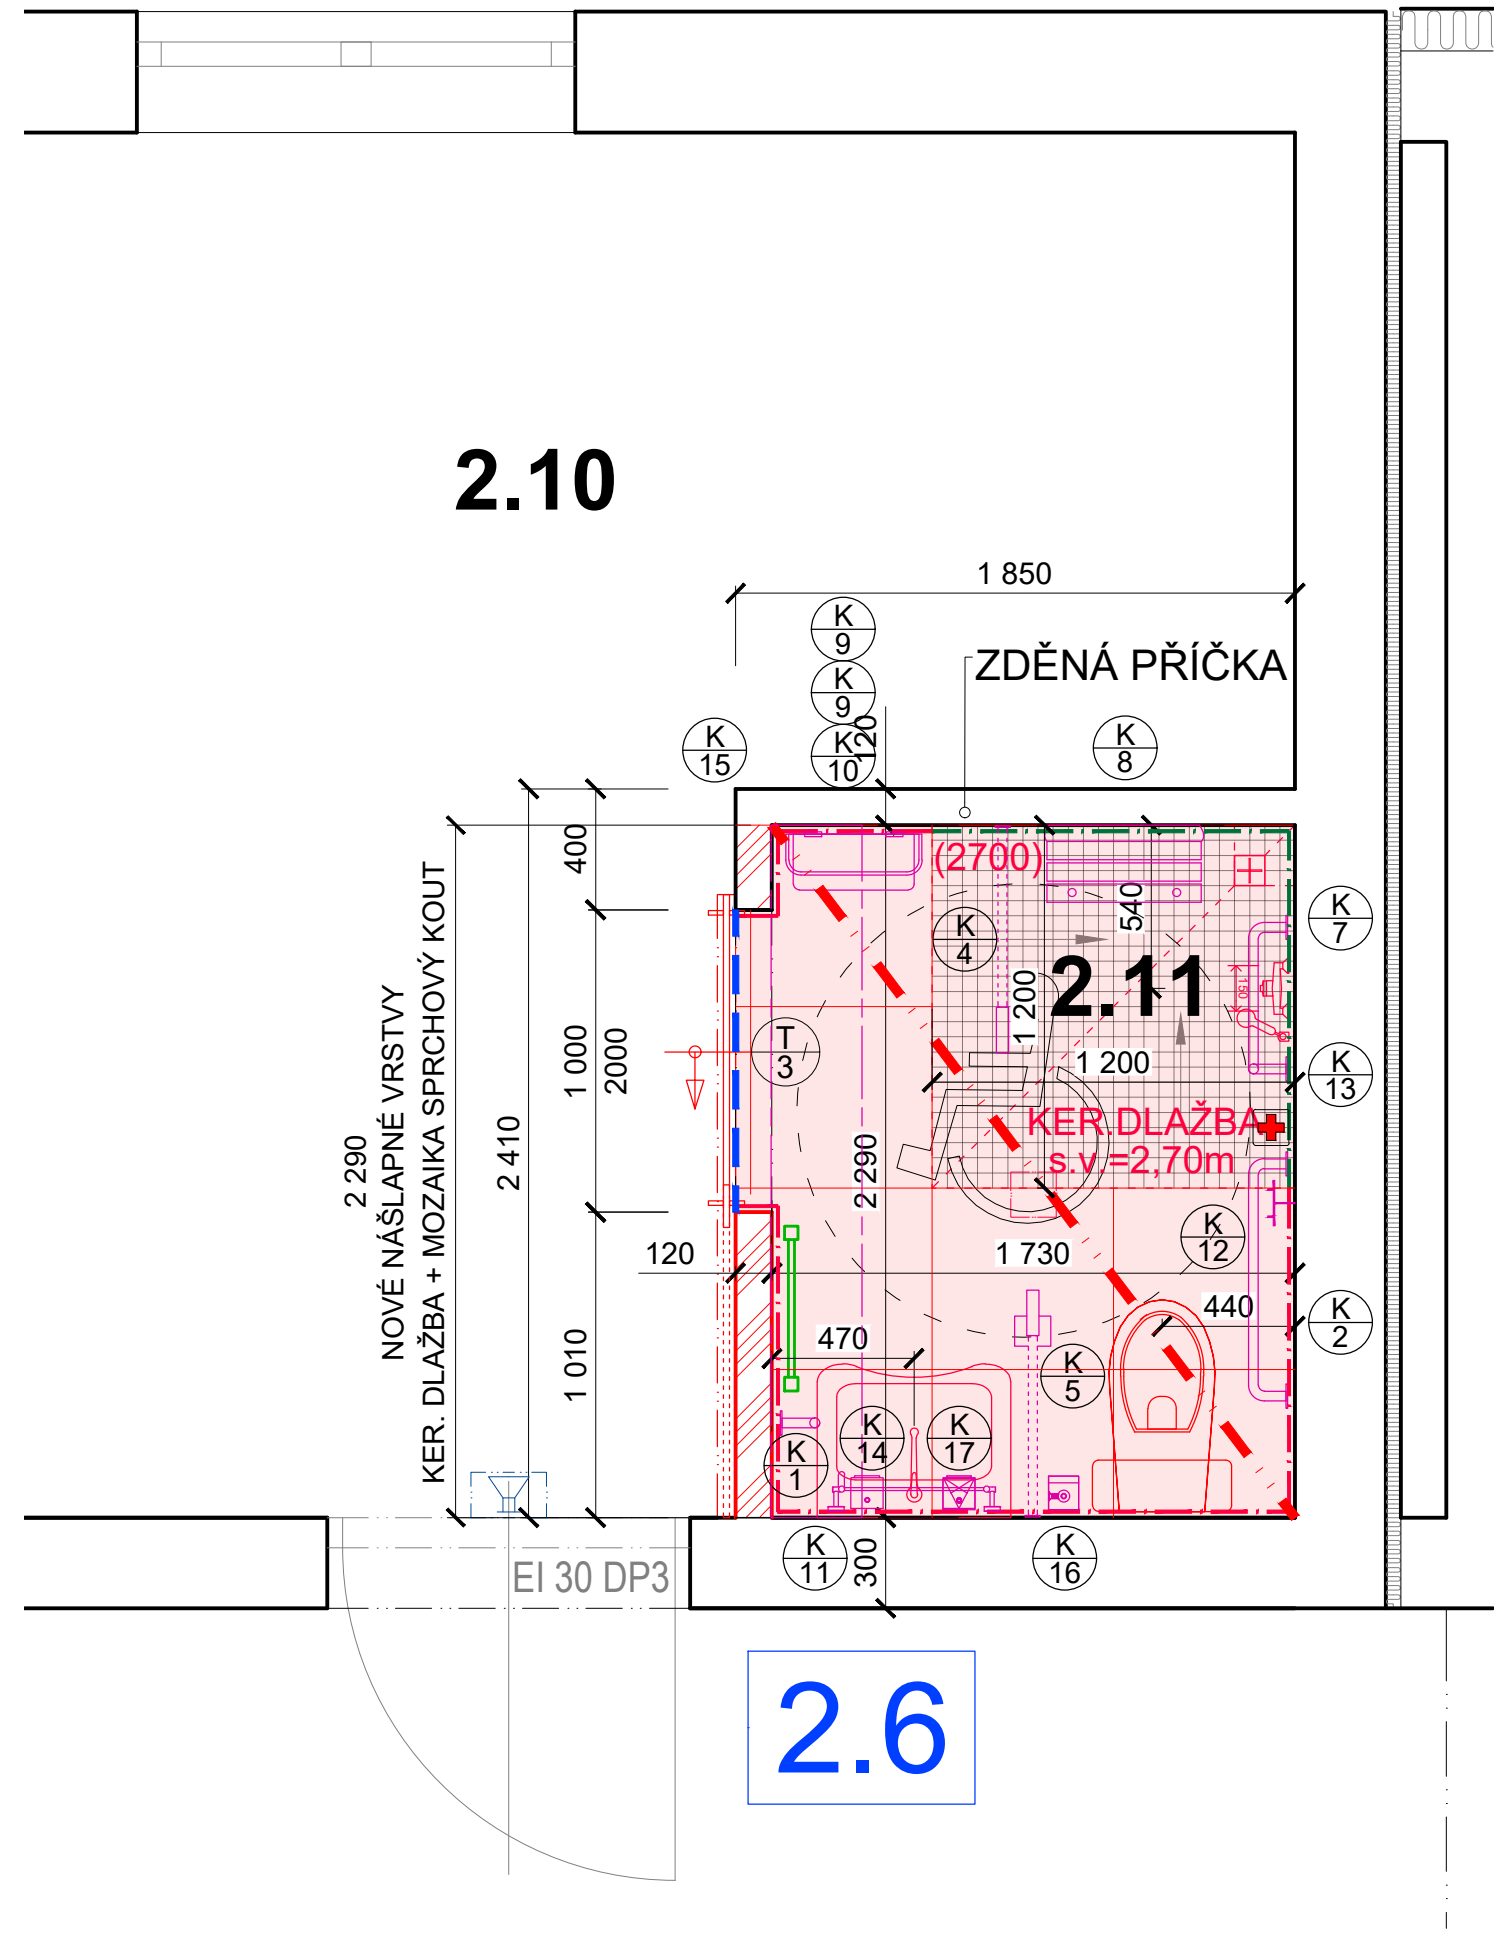 2.10
1 850
K
9
K
9
K
10
120
ZDĚNÁ PŘÍČKA
K
15
K
8
400
(2700)
540
K
4
K
7
2.11
150
1 200
1 200
1 000
2000
T
3
K
13
KER.DLAŽBA
s.v.=2,70m
2 290
NOVÉ NÁŠLAPNÉ VRSTVY
KER. DLAŽBA + MOZAIKA SPRCHOVÝ KOUT
2 410
2 290
120
1 730
K
12
440
K
2
470
1 010
K
5
K
14
K
17
K
1
EI 30 DP3
K
11
300
K
16
2.6